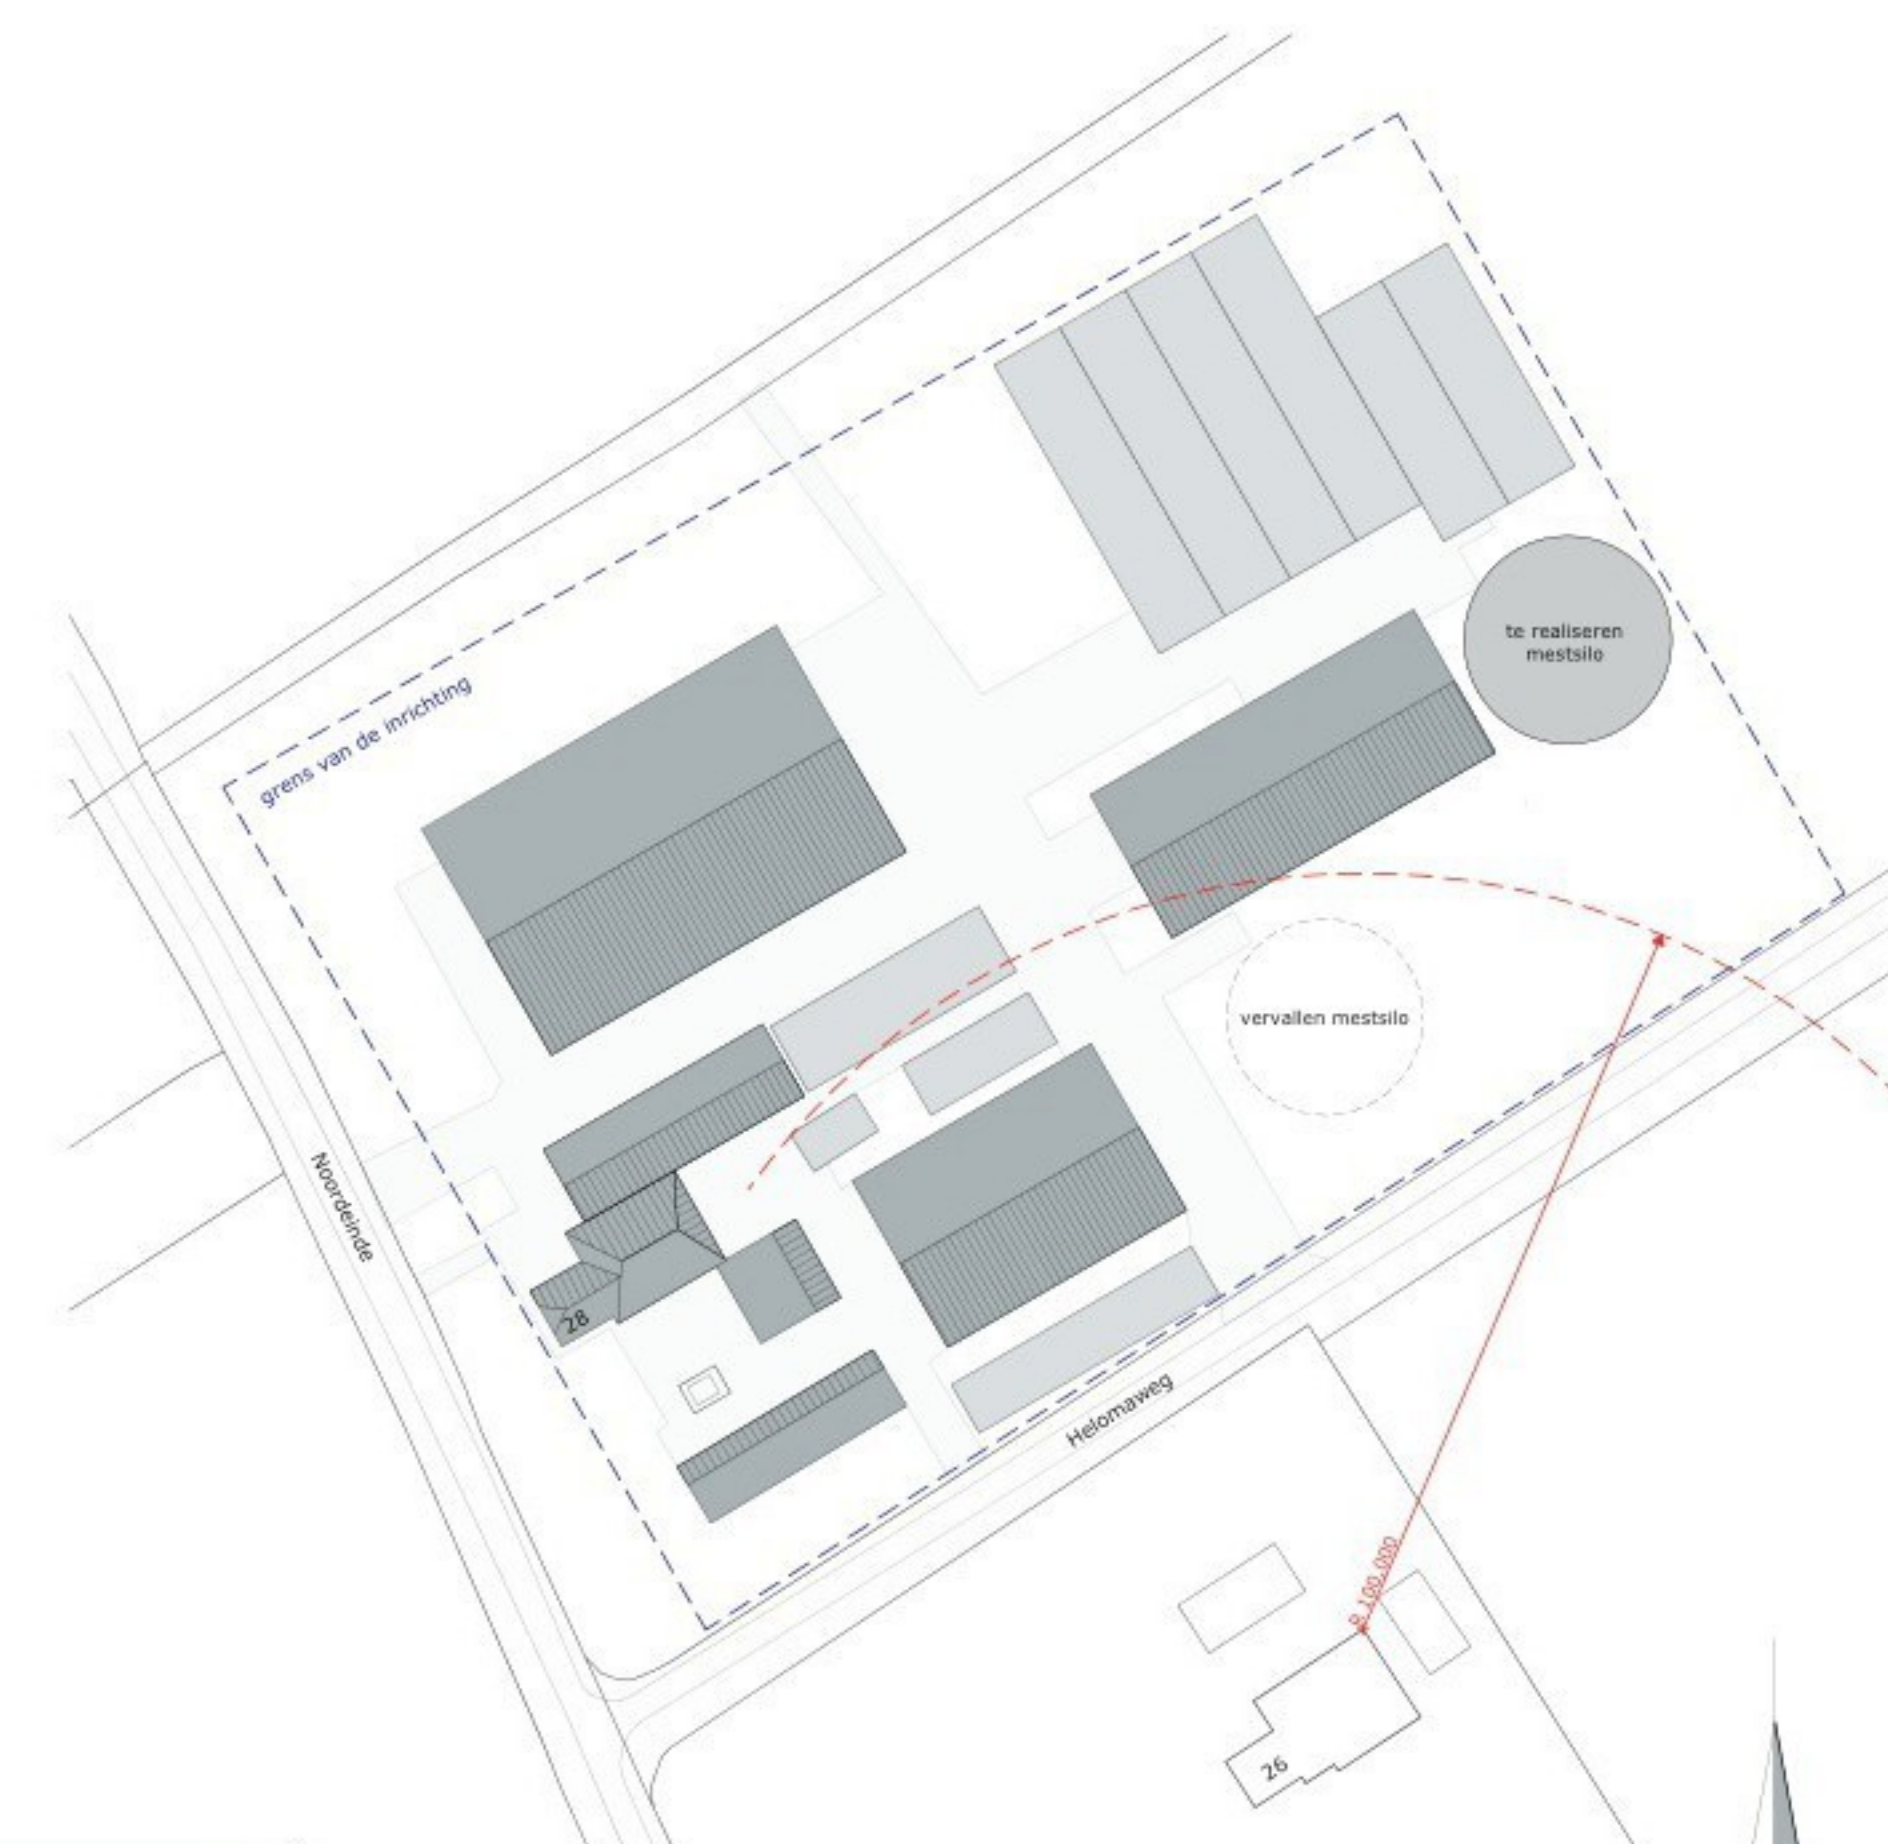 te realiseren
mestsilo
grens van de inrichting
vervallen mestsilo
Noordeinde
28
Helomaweg
R 100.000
26